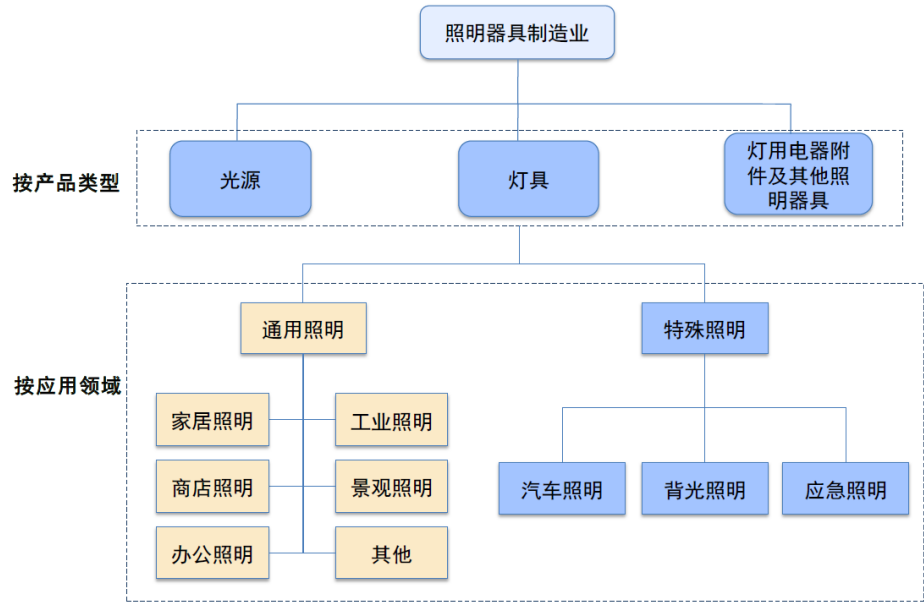 照明器具制造业
按产品类型
光源
灯具
灯用电器附
件及其他照
明器具
按应用领域
通用照明
特殊照明
家居照明
工业照明
商店照明
景观照明
办公照明
其他
汽车照明
背光照明
应急照明